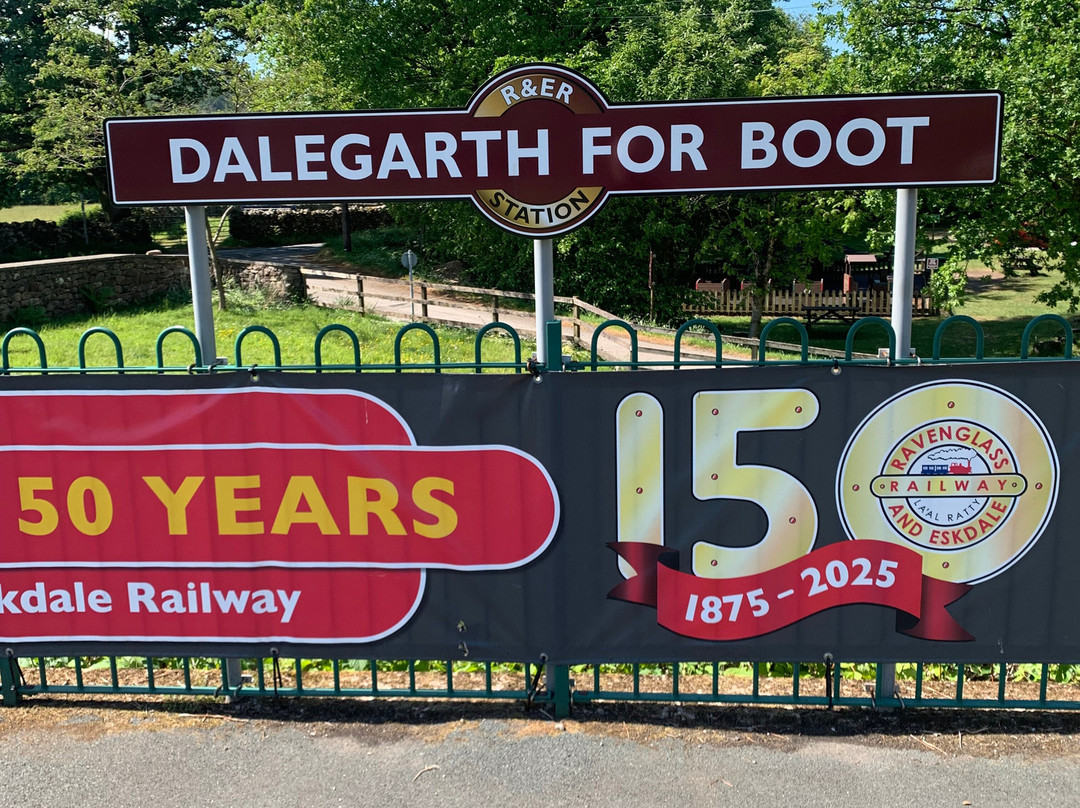 R&ER
DALEGARTH FOR BOOT
STATION
50 YEARS
kdale Railway
150
1875 - 2025
RAVENGLASS
RAILWAY
LA'AL RATTY
AND ESKDALE